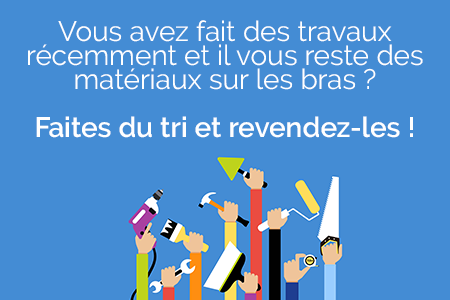 Vous avez fait des travaux
récemment et il vous reste des
matériaux sur les bras ?
Faites du tri et revendez-les !